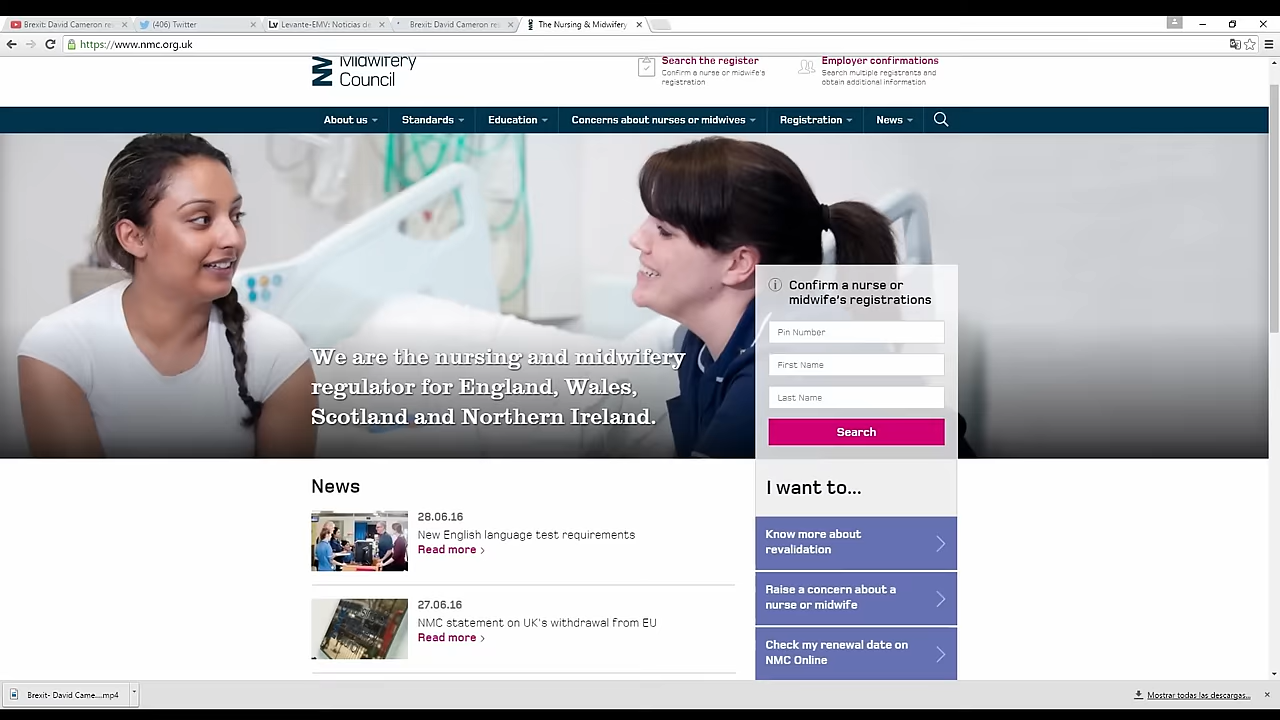 Brexit: David Cameron re
(406) Twitter
Levante-EMV: Noticias de
Brexit: David Cameron re
The Nursing & Midwifery
https://www.nmc.org.uk
Midwifery
Council
Search the register
Confirm a nurse or midwife's
registration
Employer confirmations
Search multiple registrants and
obtain additional information
About us
Standards
Education
Concerns about nurses or midwives
Registration
News
We are the nursing and midwifery
regulator for England, Wales,
Scotland and Northern Ireland.
Confirm a nurse or
midwife's registrations
Pin Number
First Name
Last Name
Search
News
28.06.16
New English language test requirements
Read more
27.06.16
NMC statement on UK's withdrawal from EU
Read more
I want to...
Know more about
revalidation
Raise a concern about a
nurse or midwife
Check my renewal date on
NMC Online
Brexit- David Came....mp4
Mostrar todas las descargas...